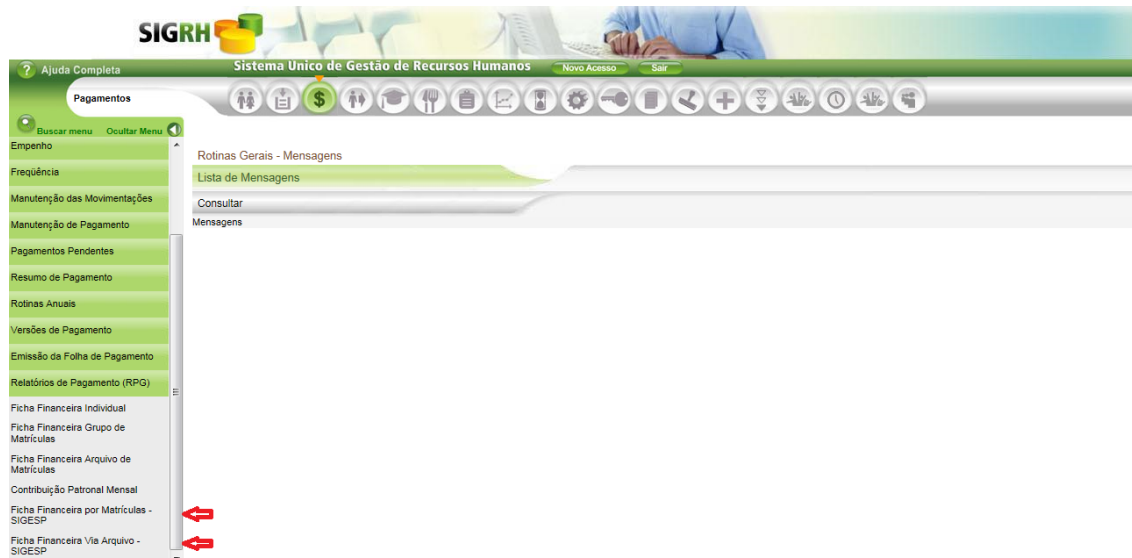 SIGRH
? Ajuda Completa
Sistema Unico de Gestão de Recursos Humanos
Novo Acesso
Sair
Pagamentos
$
Buscar menu Ocultar Menu
Empenho
Freqüência
Manutenção das Movimentações
Manutenção de Pagamento
Pagamentos Pendentes
Resumo de Pagamento
Rotinas Anuais
Versões de Pagamento
Emissão da Folha de Pagamento
Relatórios de Pagamento (RPG)
Ficha Financeira Individual
Ficha Financeira Grupo de
Matrículas
Ficha Financeira Arquivo de
Matrículas
Contribuição Patronal Mensal
Ficha Financeira por Matrículas -
SIGESP
Ficha Financeira Via Arquivo -
SIGESP
Rotinas Gerais - Mensagens
Lista de Mensagens
Consultar
Mensagens